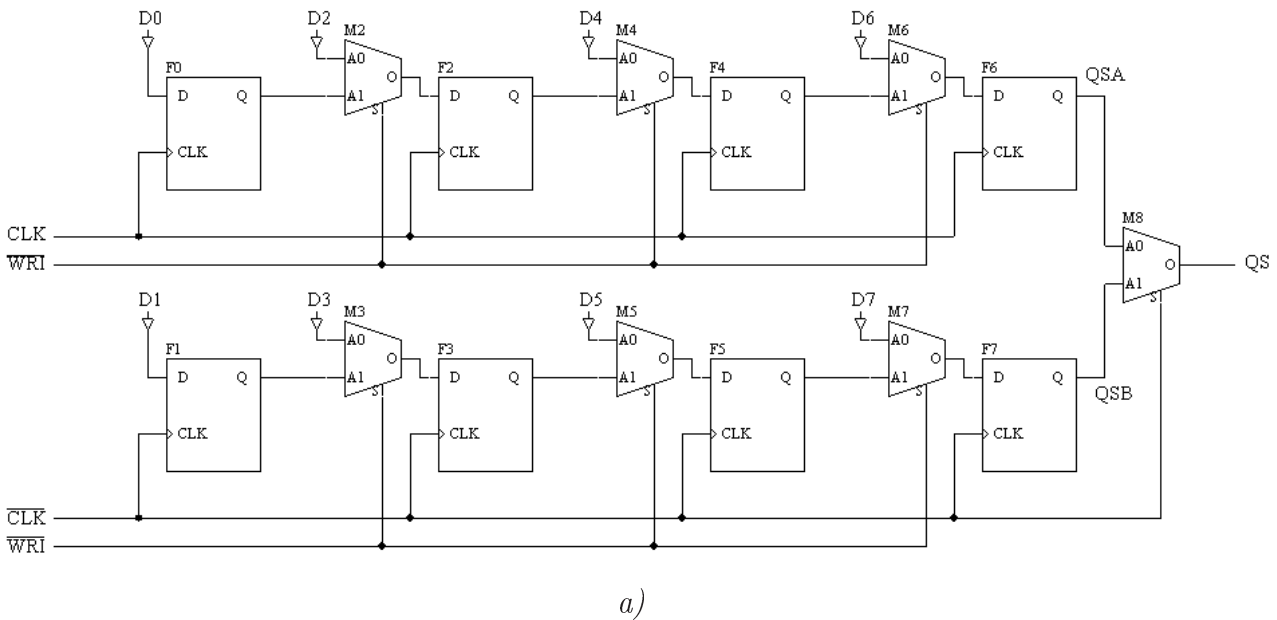 D0 D2 D4 D6
M2 M4 M6
F0 A0 F2 A0 F4 A0 F6 QSA
D Q A1 O S D Q A1 O S D Q A1 O S D Q
CLK CLK CLK CLK
M8
CLK
A0
WRI
O QS
A1
S
D1 D3 D5 D7
M3 M5 M7
F1 A0 F3 A0 F5 A0 F7
D Q A1 O S D Q A1 O S D Q A1 O S D Q
QSB
CLK CLK CLK CLK
C̅L̅K̅
W̅R̅I̅
a)